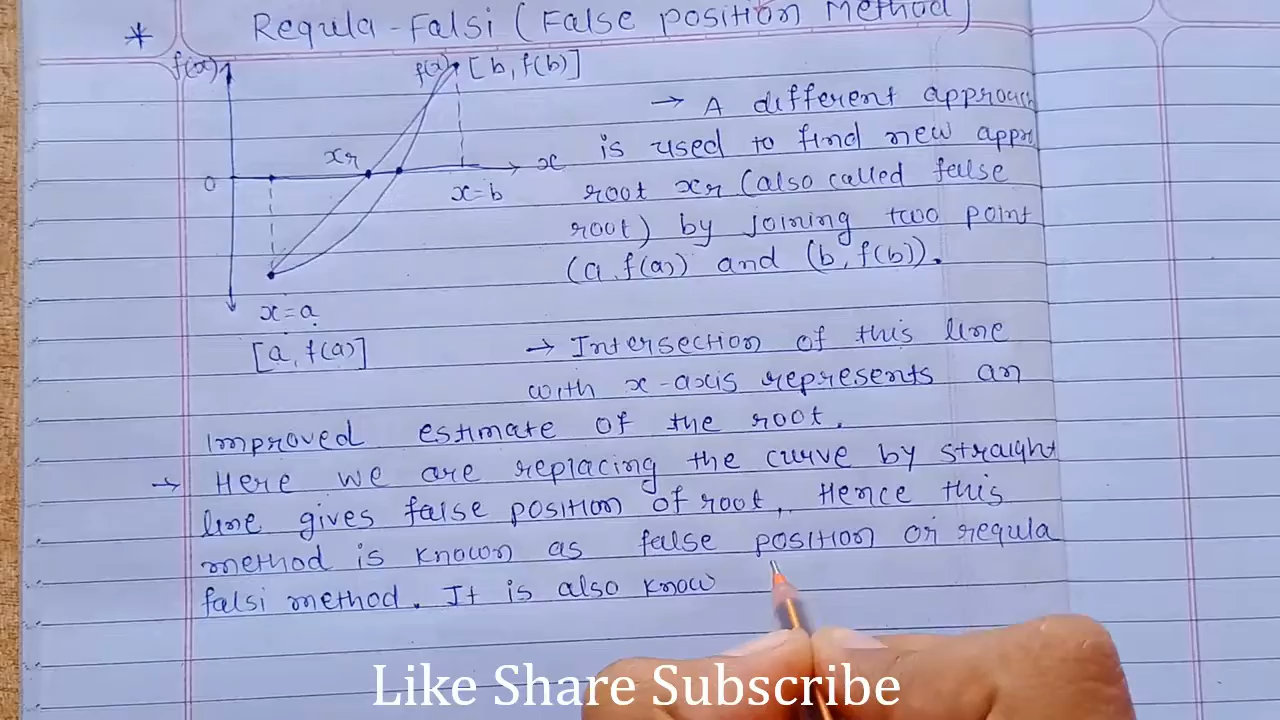 * Regula-Falsi (False position Method)
f(x)
f(x) [b, f(b)]
→ A different approach
xr
x
is used to find new appro
0
x=b
root xr (also called false
root) by joining two point
(a, f(a)) and (b, f(b)).
x=a
[a, f(a)]
→ Intersection of this line
with x-axis represents an
improved estimate of the root.
→ Here we are replacing the curve by straight
line gives false position of root, Hence this
method is known as false position or regula
falsi method. It is also know
Like Share Subscribe